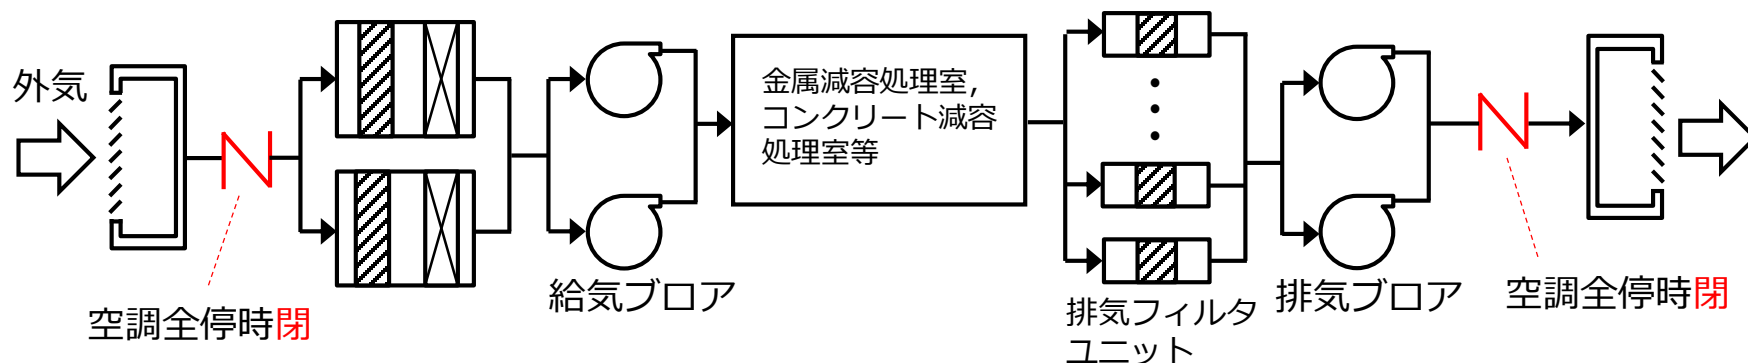 外気
空調全停時閉
給気ブロア
金属減容処理室,
コンクリート減容
処理室等
排気フィルタ
ユニット
排気ブロア
空調全停時閉